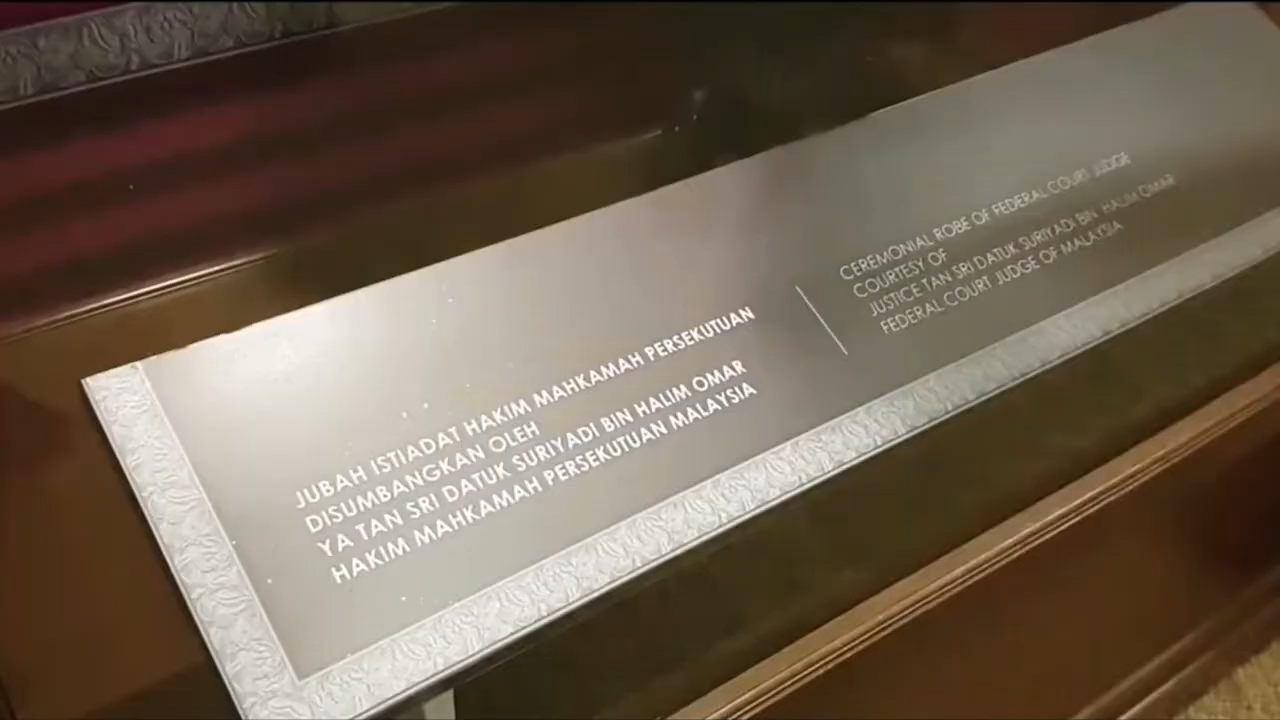 JUBAH ISTIADAT HAKIM MAHKAMAH PERSEKUTUAN
DISUMBANGKAN OLEH
YA TAN SRI DATUK SURIYADI BIN HALIM OMAR
HAKIM MAHKAMAH PERSEKUTUAN MALAYSIA
CEREMONIAL ROBE OF FEDERAL COURT JUDGE
COURTESY OF
JUSTICE TAN SRI DATUK SURIYADI BIN HALIM OMAR
FEDERAL COURT JUDGE OF MALAYSIA